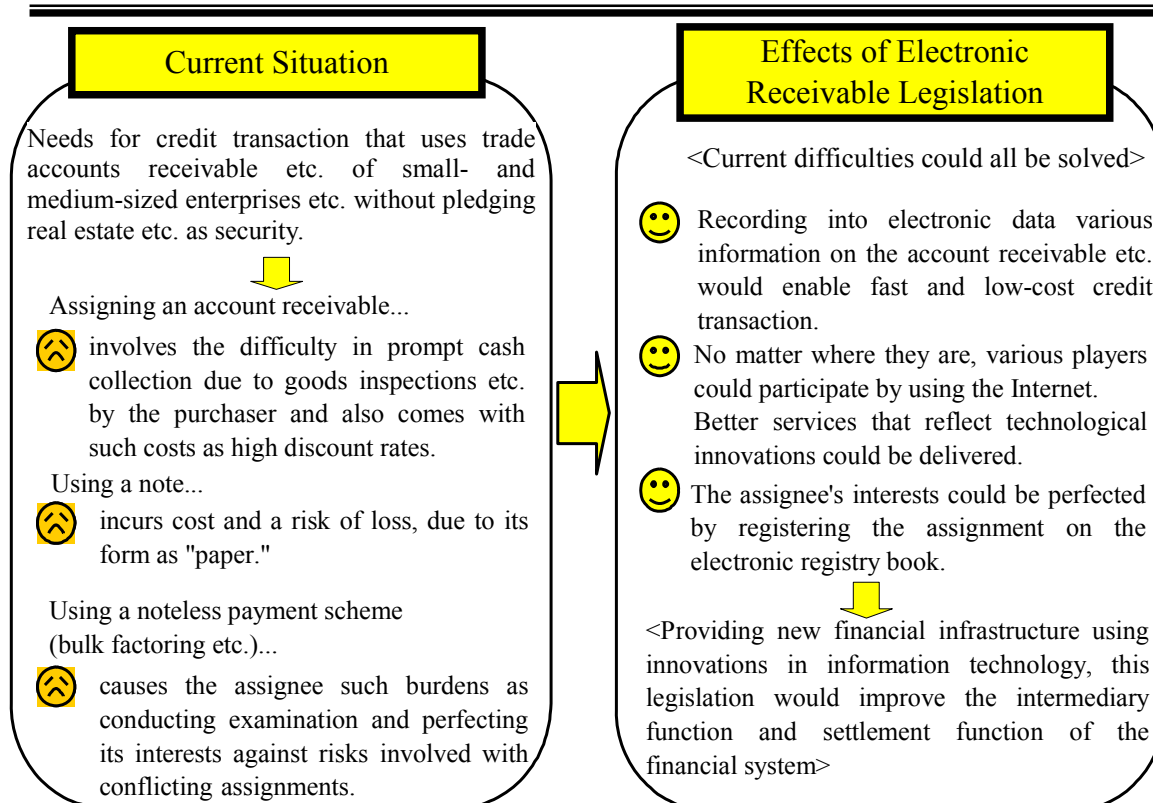 Current Situation
Needs for credit transaction that uses trade
accounts receivable etc. of small- and
medium-sized enterprises etc. without pledging
real estate etc. as security.
Assigning an account receivable...
involves the difficulty in prompt cash
collection due to goods inspections etc.
by the purchaser and also comes with
such costs as high discount rates.
Using a note...
incurs cost and a risk of loss, due to its
form as "paper."
Using a noteless payment scheme
(bulk factoring etc.)...
causes the assignee such burdens as
conducting examination and perfecting
its interests against risks involved with
conflicting assignments.
Effects of Electronic
Receivable Legislation
<Current difficulties could all be solved>
Recording into electronic data various
information on the account receivable etc.
would enable fast and low-cost credit
transaction.
No matter where they are, various players
could participate by using the Internet.
Better services that reflect technological
innovations could be delivered.
The assignee's interests could be perfected
by registering the assignment on the
electronic registry book.
<Providing new financial infrastructure using
innovations in information technology, this
legislation would improve the intermediary
function and settlement function of the
financial system>